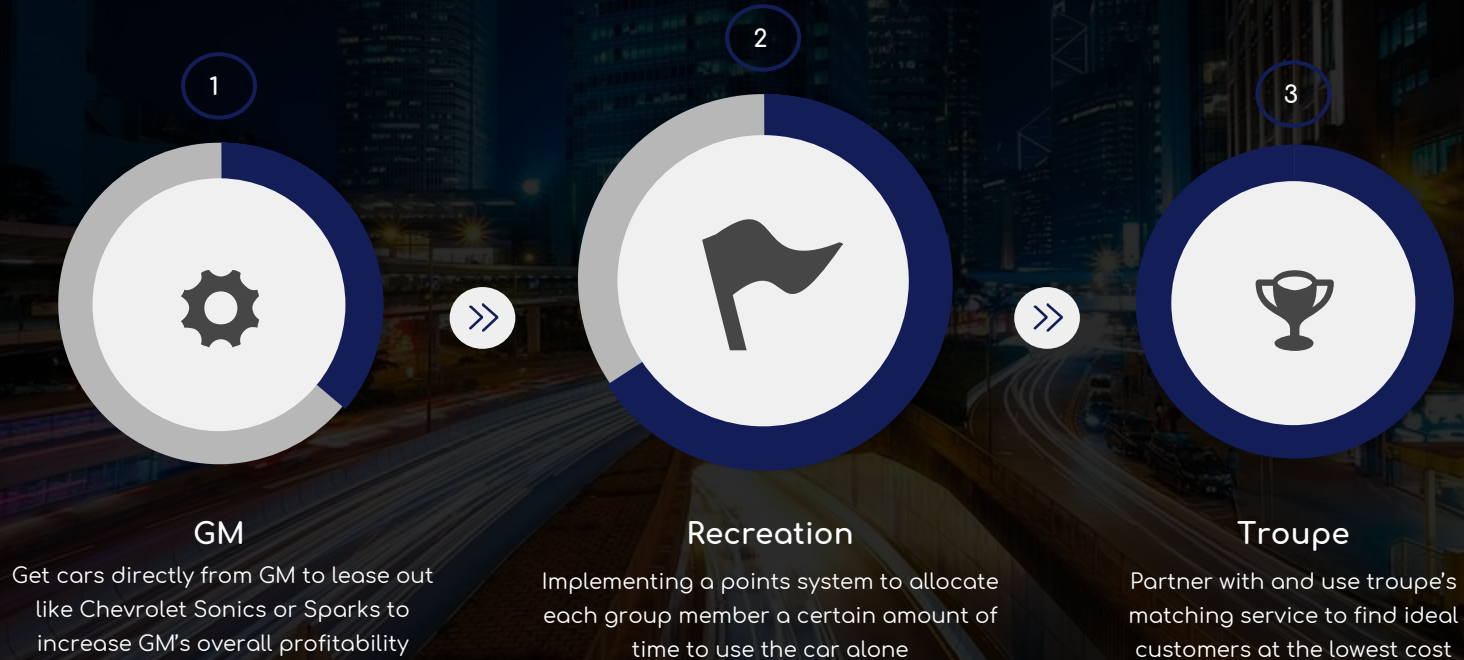 1
2
3
GM
Get cars directly from GM to lease out
like Chevrolet Sonics or Sparks to
increase GM's overall profitability
Recreation
Implementing a points system to allocate
each group member a certain amount of
time to use the car alone
Troupe
Partner with and use troupe's
matching service to find ideal
customers at the lowest cost